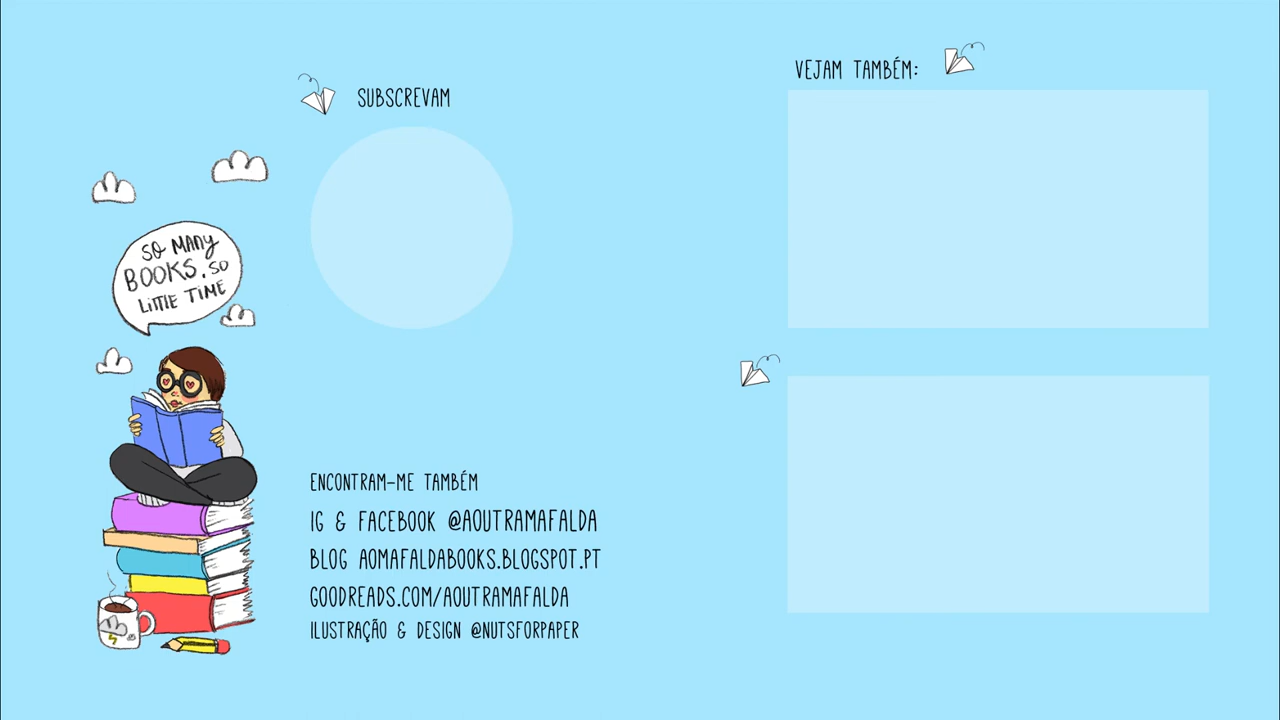 SUBSCREVAM
VEJAM TAMBÉM:
SO MANY
BOOKS, SO
LITTLE TIME
ENCONTRAM-ME TAMBÉM
IG & FACEBOOK @AOUTRAMAFALDA
BLOG AOMAFALDABOOKS.BLOGSPOT.PT
GOODREADS.COM/AOUTRAMAFALDA
ILUSTRAÇÃO & DESIGN @NUTSFORPAPER